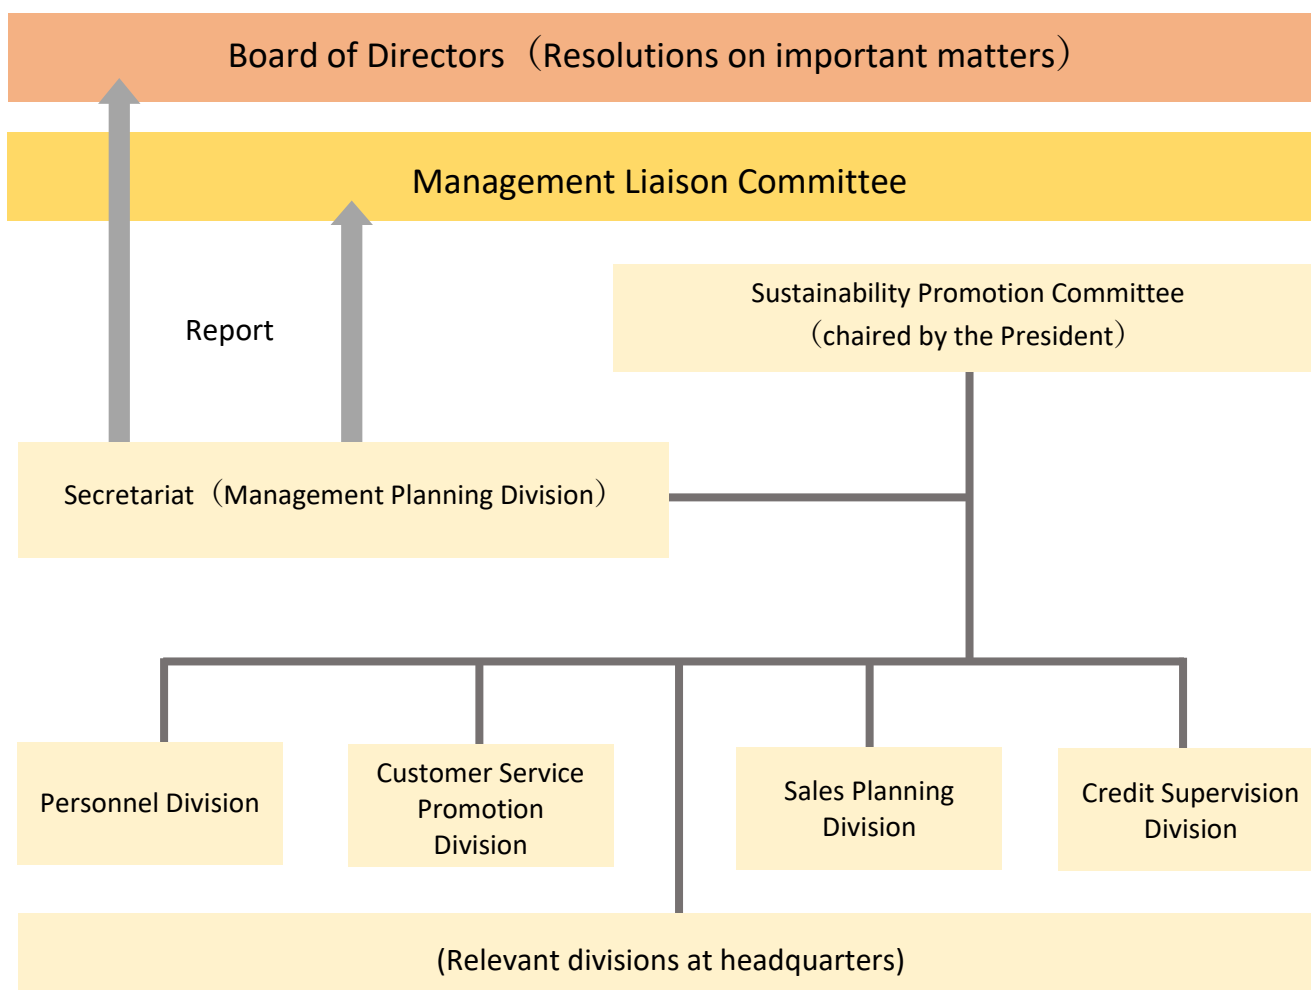 Board of Directors（Resolutions on important matters）
Management Liaison Committee
Sustainability Promotion Committee
（chaired by the President）
Report
Secretariat（Management Planning Division）
Personnel Division
Customer Service
Promotion
Division
Sales Planning
Division
Credit Supervision
Division
(Relevant divisions at headquarters)